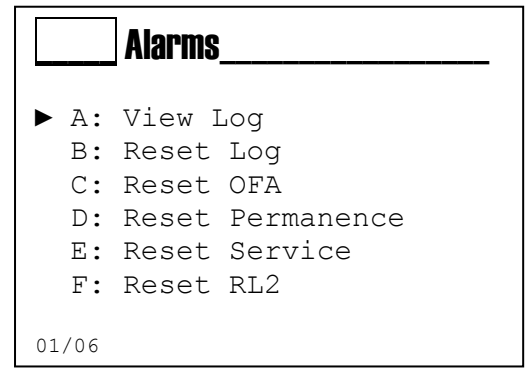 Alarms
► A: View Log
B: Reset Log
C: Reset OFA
D: Reset Permanence
E: Reset Service
F: Reset RL2
01/06